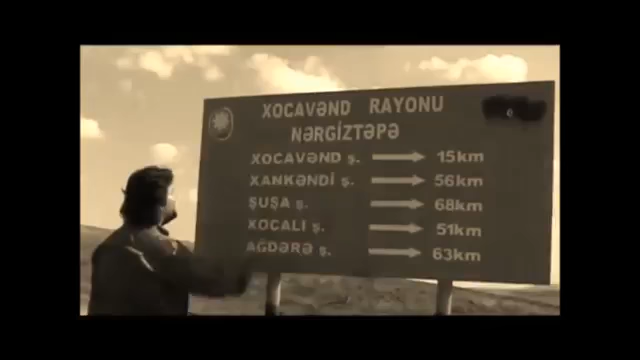 XOCAVƏND RAYONU
NƏRGİZTƏPƏ
XOCAVƏND ş. 15km
XANKƏNDİ ş. 56km
ŞUŞA ş. 68km
XOCALI ş. 51km
AĞDƏRƏ ş. 63km